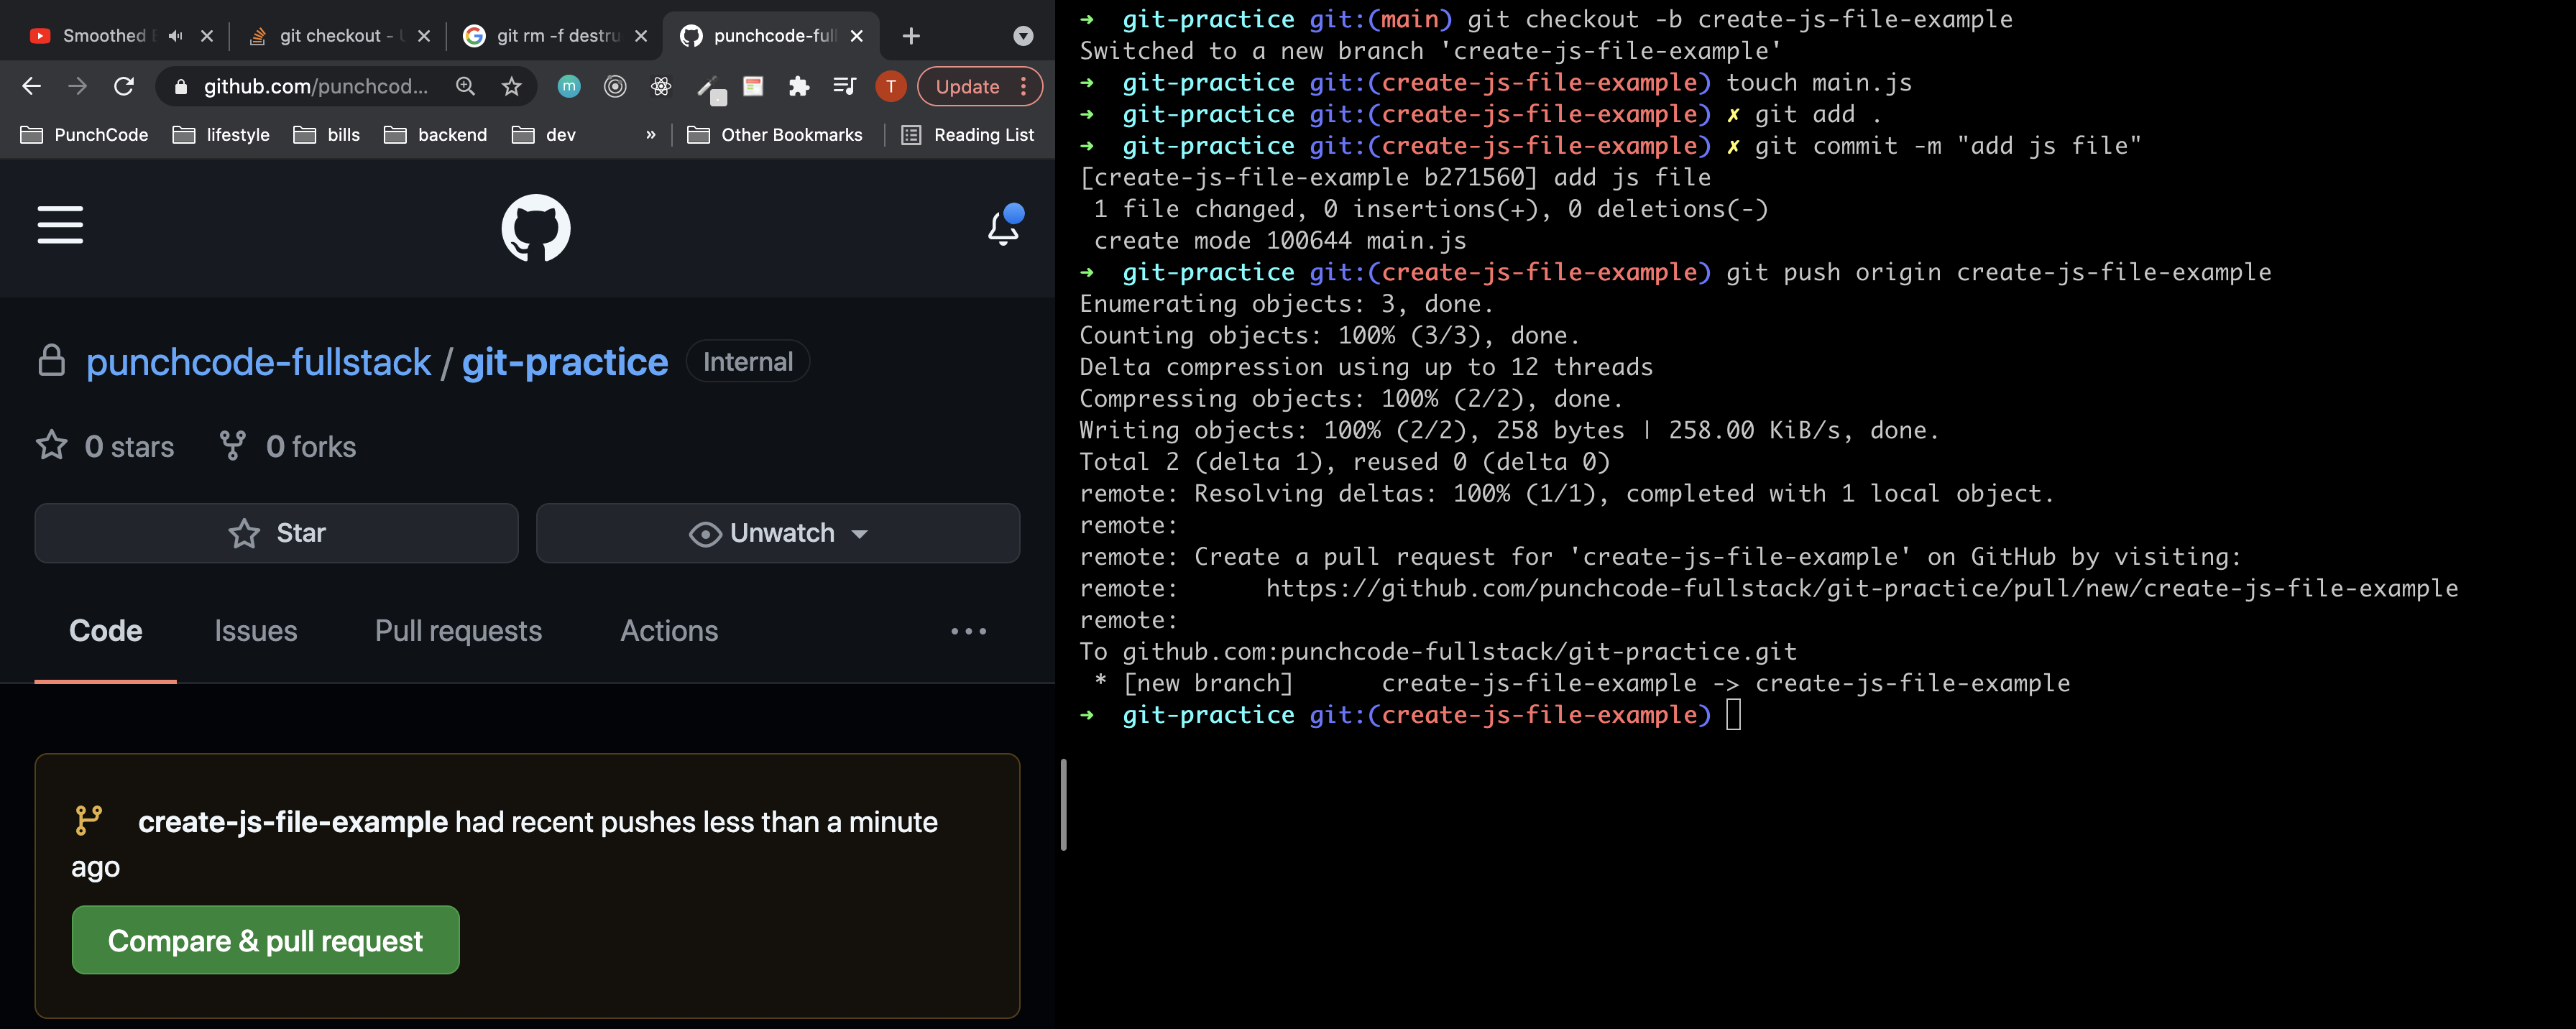 Smoothed
git checkout -
git rm -f destru
punchcode-full
github.com/punchcod...
m
T
Update
PunchCode
lifestyle
bills
backend
dev
»
Other Bookmarks
Reading List
punchcode-fullstack / git-practice Internal
0 stars 0 forks
Star
Unwatch
Code Issues Pull requests Actions ...
create-js-file-example had recent pushes less than a minute
ago
Compare & pull request
➜ git-practice git:(main) git checkout -b create-js-file-example
Switched to a new branch 'create-js-file-example'
➜ git-practice git:(create-js-file-example) touch main.js
➜ git-practice git:(create-js-file-example) ✗ git add .
➜ git-practice git:(create-js-file-example) ✗ git commit -m "add js file"
[create-js-file-example b271560] add js file
1 file changed, 0 insertions(+), 0 deletions(-)
create mode 100644 main.js
➜ git-practice git:(create-js-file-example) git push origin create-js-file-example
Enumerating objects: 3, done.
Counting objects: 100% (3/3), done.
Delta compression using up to 12 threads
Compressing objects: 100% (2/2), done.
Writing objects: 100% (2/2), 258 bytes | 258.00 KiB/s, done.
Total 2 (delta 1), reused 0 (delta 0)
remote: Resolving deltas: 100% (1/1), completed with 1 local object.
remote:
remote: Create a pull request for 'create-js-file-example' on GitHub by visiting:
remote:      https://github.com/punchcode-fullstack/git-practice/pull/new/create-js-file-example
remote:
To github.com:punchcode-fullstack/git-practice.git
* [new branch]      create-js-file-example -> create-js-file-example
➜ git-practice git:(create-js-file-example)